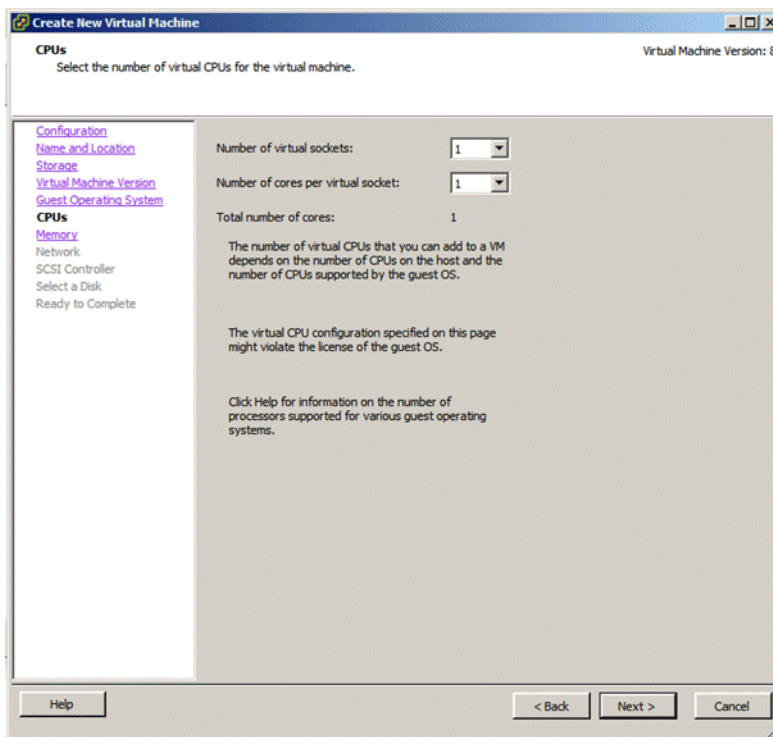 Create New Virtual Machine
CPUs
Select the number of virtual CPUs for the virtual machine.
Virtual Machine Version: 8
Configuration
Name and Location
Storage
Virtual Machine Version
Guest Operating System
CPUs
Memory
Network
SCSI Controller
Select a Disk
Ready to Complete
Number of virtual sockets: 1
Number of cores per virtual socket: 1
Total number of cores: 1
The number of virtual CPUs that you can add to a VM
depends on the number of CPUs on the host and the
number of CPUs supported by the guest OS.
The virtual CPU configuration specified on this page
might violate the license of the guest OS.
Click Help for information on the number of
processors supported for various guest operating
systems.
Help
< Back
Next >
Cancel